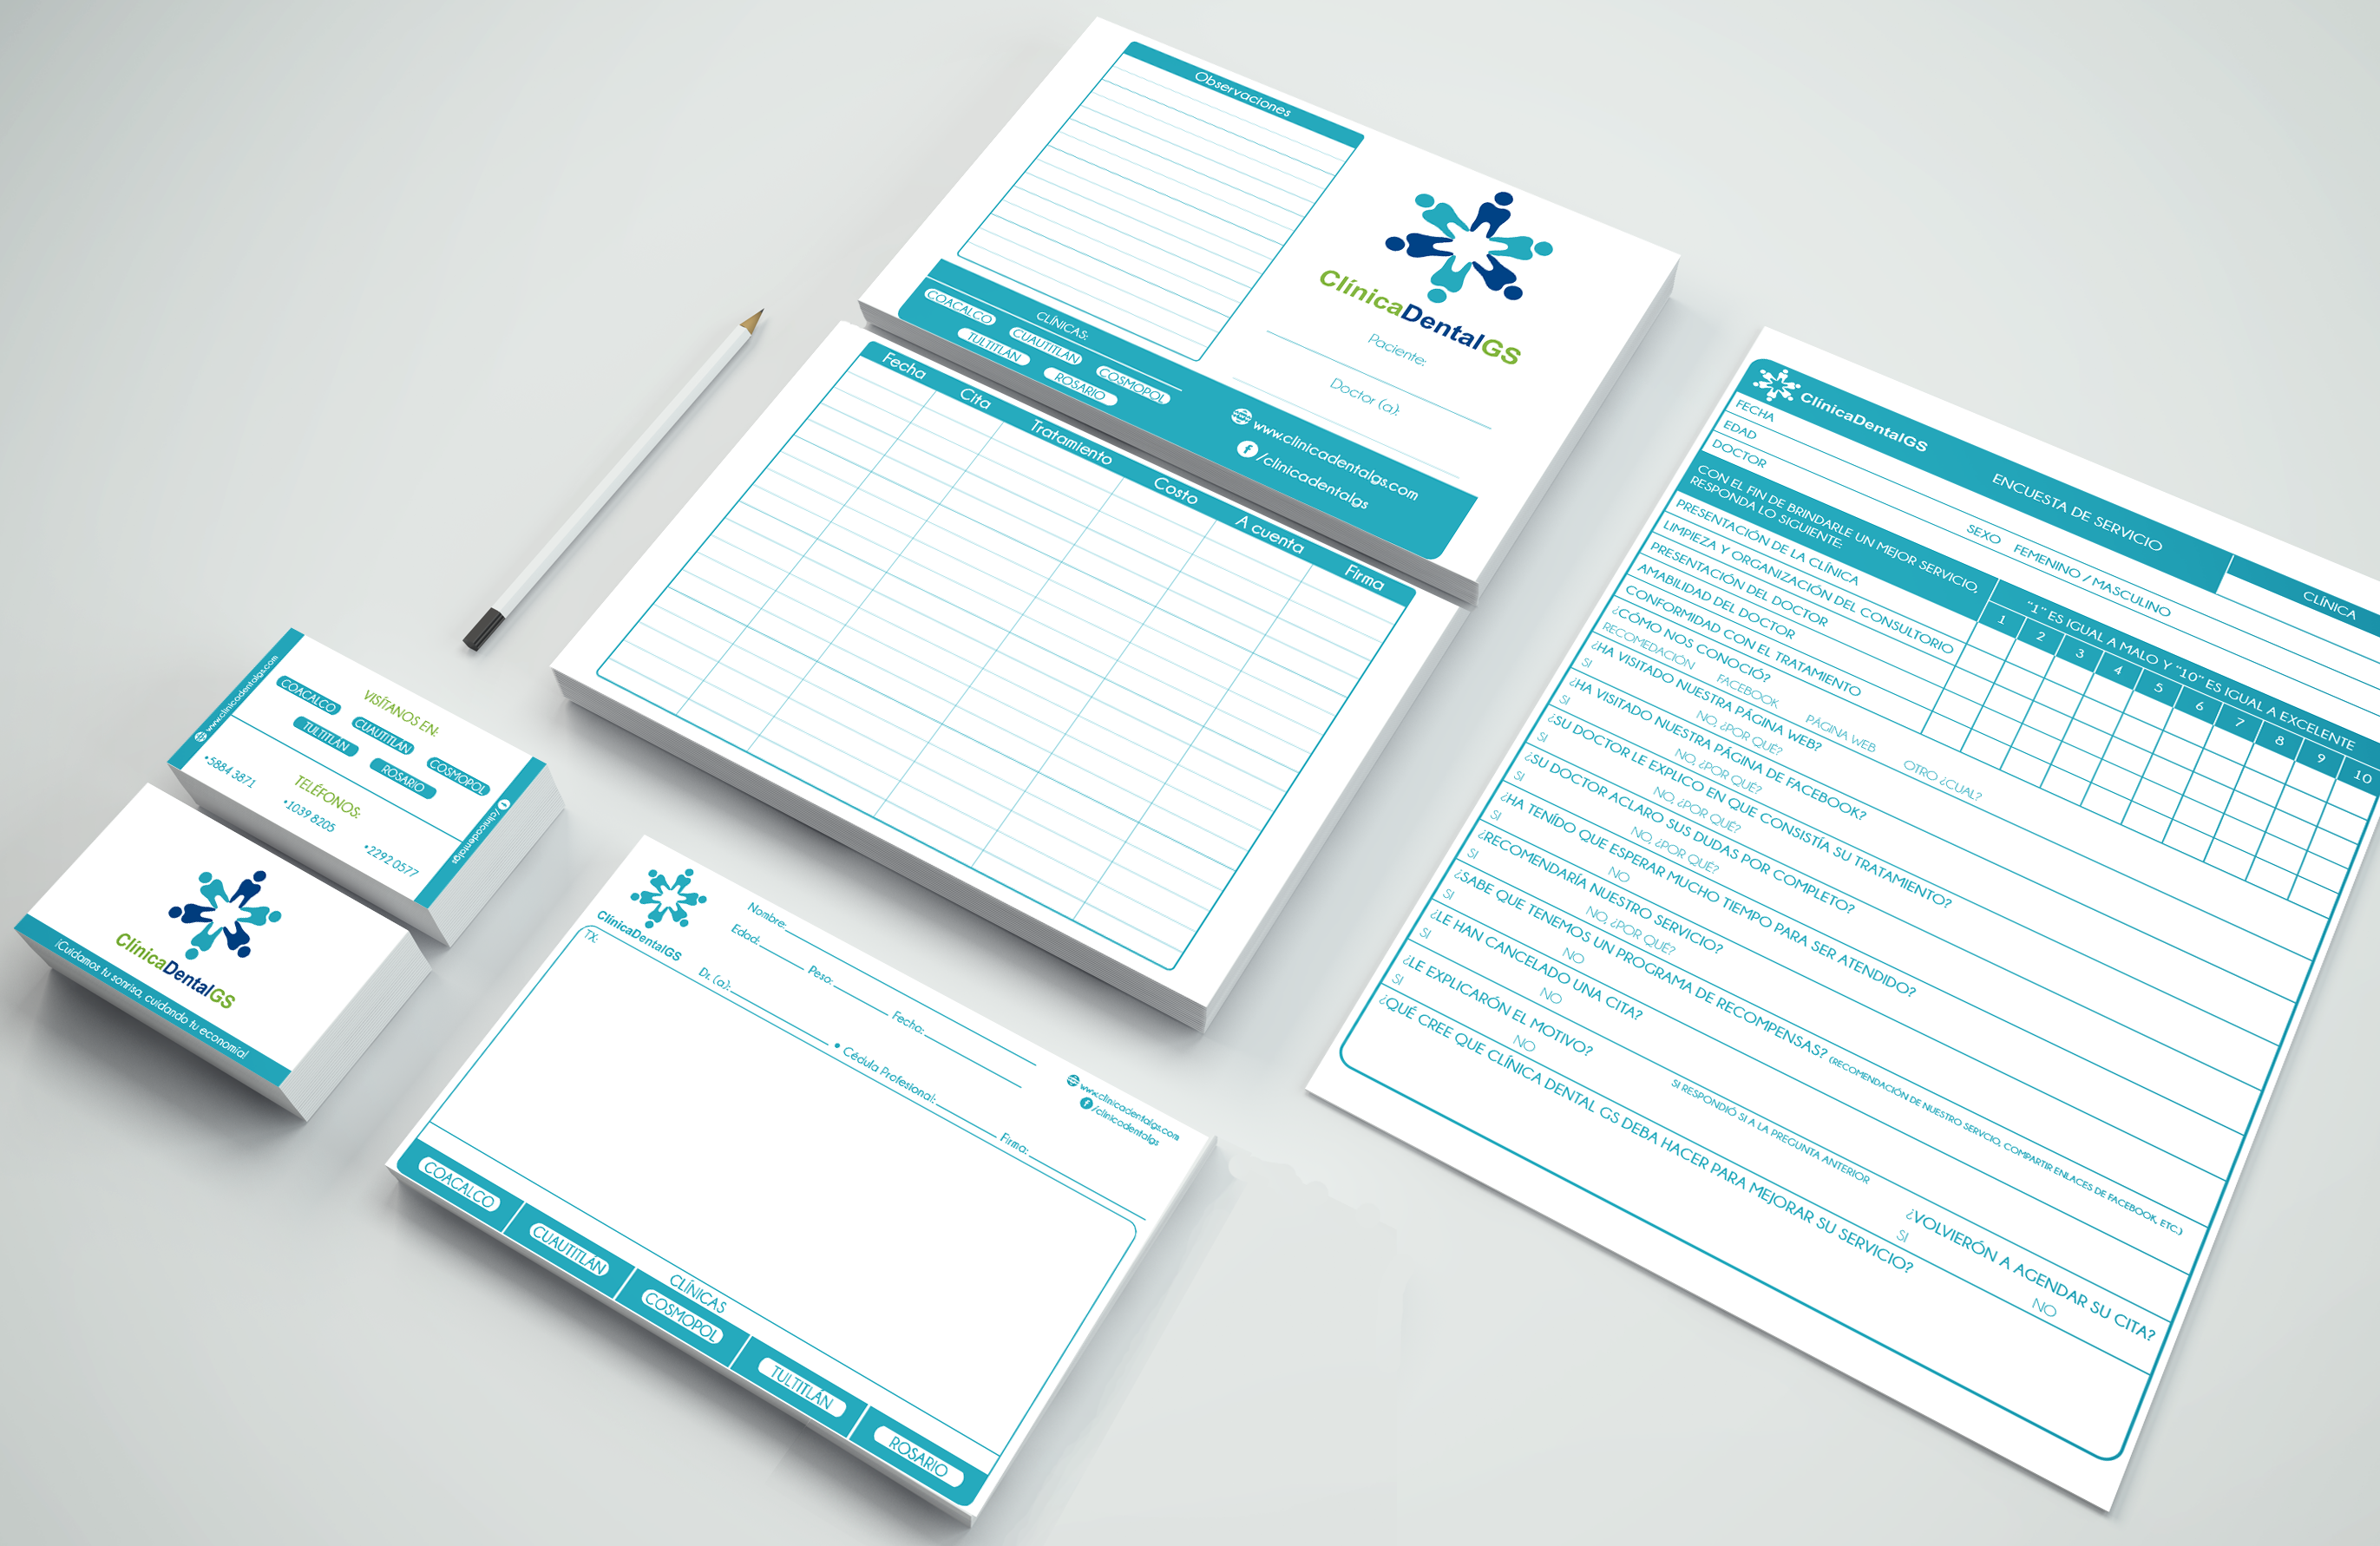 Observaciones
ClínicaDentalGS
Paciente:
Doctor (a):
CLÍNICAS:
COACALCO
CUAUTITLAN
COSMOPOL
TULTITLÁN
ROSARIO
www.clinicadentalgs.com
/clinicadentalgs
Fecha Cita Tratamiento Costo A cuenta Firma
www.clinicadentalgs.com
VISÍTANOS EN:
COACALCO
CUAUTITLAN
COSMOPOL
TULTITLÁN
ROSARIO
TELÉFONOS:
•5884 3871
•1039 8205
•2292 0577
/clinicadentalgs
ClínicaDentalGS
¡Cuidamos tu sonrisa, cuidando tu economía!
ClínicaDentalGS
Nombre:
Edad: Peso: Fecha:
Dr. (a): • Cédula Profesional: Firma:
www.clinicadentalgs.com
/clinicadentalgs
TX:
CLÍNICAS
COACALCO
CUAUTITLÁN
COSMOPOL
TULTITLÁN
ROSARIO
ClínicaDentalGS
ENCUESTA DE SERVICIO
CLÍNICA
FECHA
EDAD SEXO FEMENINO / MASCULINO
DOCTOR
CON EL FIN DE BRINDARLE UN MEJOR SERVICIO,
RESPONDA LO SIGUIENTE:
"1" ES IGUAL A MALO Y "10" ES IGUAL A EXCELENTE
1 2 3 4 5 6 7 8 9 10
PRESENTACIÓN DE LA CLÍNICA
LIMPIEZA Y ORGANIZACIÓN DEL CONSULTORIO
PRESENTACIÓN DEL DOCTOR
AMABILIDAD DEL DOCTOR
CONFORMIDAD CON EL TRATAMIENTO
¿CÓMO NOS CONOCIÓ?
RECOMEDACIÓN FACEBOOK PÁGINA WEB OTRO ¿CUAL?
¿HA VISITADO NUESTRA PÁGINA WEB?
SI NO, ¿POR QUÉ?
¿HA VISITADO NUESTRA PÁGINA DE FACEBOOK?
SI NO, ¿POR QUÉ?
¿SU DOCTOR LE EXPLICO EN QUE CONSISTÍA SU TRATAMIENTO?
SI NO, ¿POR QUÉ?
¿SU DOCTOR ACLARO SUS DUDAS POR COMPLETO?
SI NO, ¿POR QUÉ?
¿HA TENÍDO QUE ESPERAR MUCHO TIEMPO PARA SER ATENDIDO?
SI NO
¿RECOMENDARÍA NUESTRO SERVICIO?
SI NO, ¿POR QUÉ?
¿SABE QUE TENEMOS UN PROGRAMA DE RECOMPENSAS? (RECOMENDACIÓN DE NUESTRO SERVCIO, COMPARTIR ENLACES DE FACEBOOK, ETC.)
SI NO
¿LE HAN CANCELADO UNA CITA?
SI NO
¿LE EXPLICARÓN EL MOTIVO? SI RESPONDIÓ SI A LA PREGUNTA ANTERIOR ¿VOLVIERÓN A AGENDAR SU CITA?
SI NO SI NO
¿QUÉ CREE QUE CLÍNICA DENTAL GS DEBA HACER PARA MEJORAR SU SERVICIO?